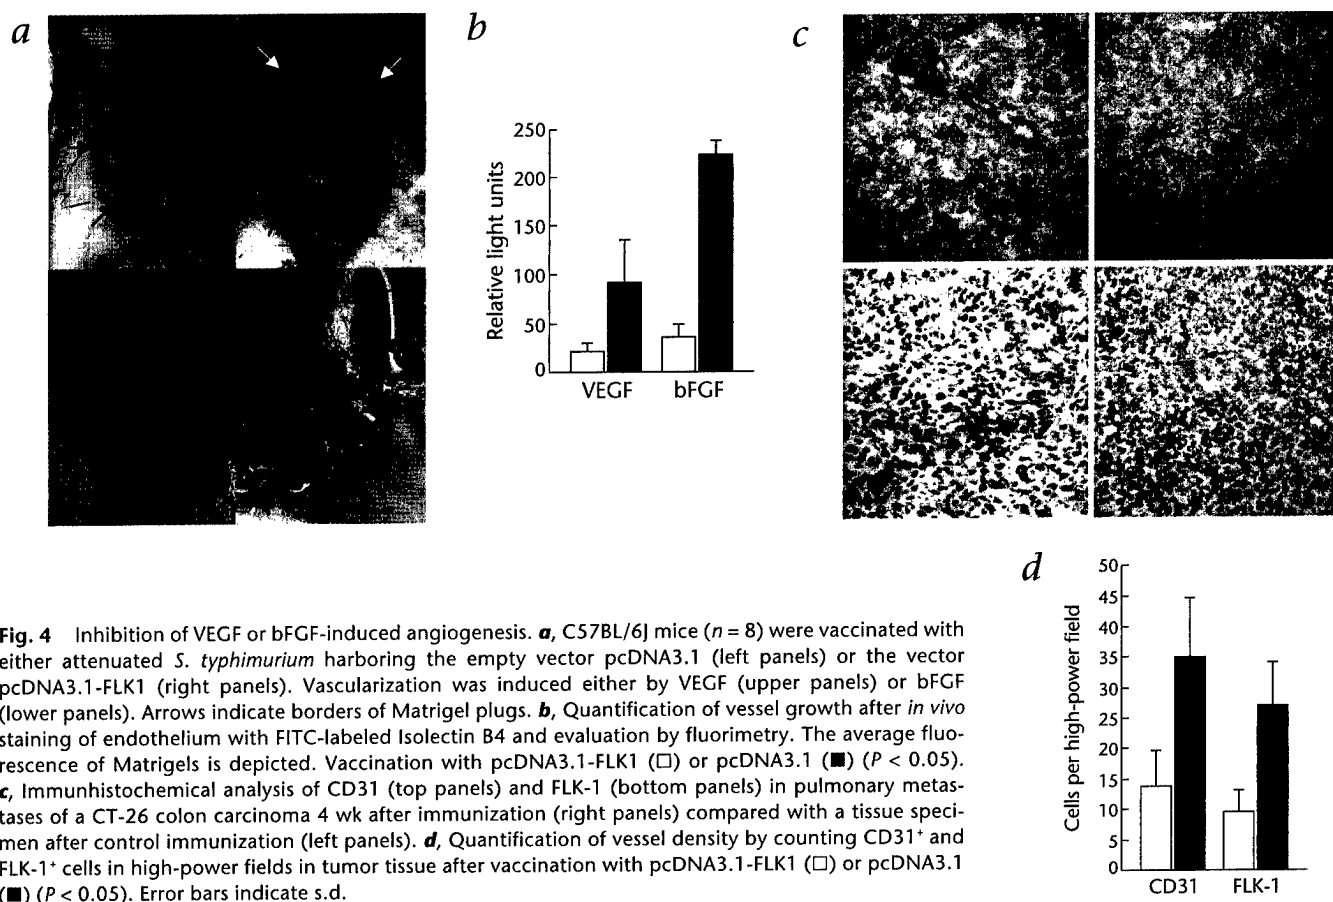 a
b
c
250
200
150
100
50
0
Relative light units
VEGF bFGF
d
50
45
40
35
30
25
20
15
10
5
0
Cells per high-power field
CD31 FLK-1
Fig. 4 Inhibition of VEGF or bFGF-induced angiogenesis. a, C57BL/6J mice (n = 8) were vaccinated with
either attenuated S. typhimurium harboring the empty vector pcDNA3.1 (left panels) or the vector
pcDNA3.1-FLK1 (right panels). Vascularization was induced either by VEGF (upper panels) or bFGF
(lower panels). Arrows indicate borders of Matrigel plugs. b, Quantification of vessel growth after in vivo
staining of endothelium with FITC-labeled Isolectin B4 and evaluation by fluorimetry. The average fluo-
rescence of Matrigels is depicted. Vaccination with pcDNA3.1-FLK1 (□) or pcDNA3.1 (■) (P < 0.05).
c, Immunhistochemical analysis of CD31 (top panels) and FLK-1 (bottom panels) in pulmonary metas-
tases of a CT-26 colon carcinoma 4 wk after immunization (right panels) compared with a tissue speci-
men after control immunization (left panels). d, Quantification of vessel density by counting CD31⁺ and
FLK-1⁺ cells in high-power fields in tumor tissue after vaccination with pcDNA3.1-FLK1 (□) or pcDNA3.1
(■) (P < 0.05). Error bars indicate s.d.